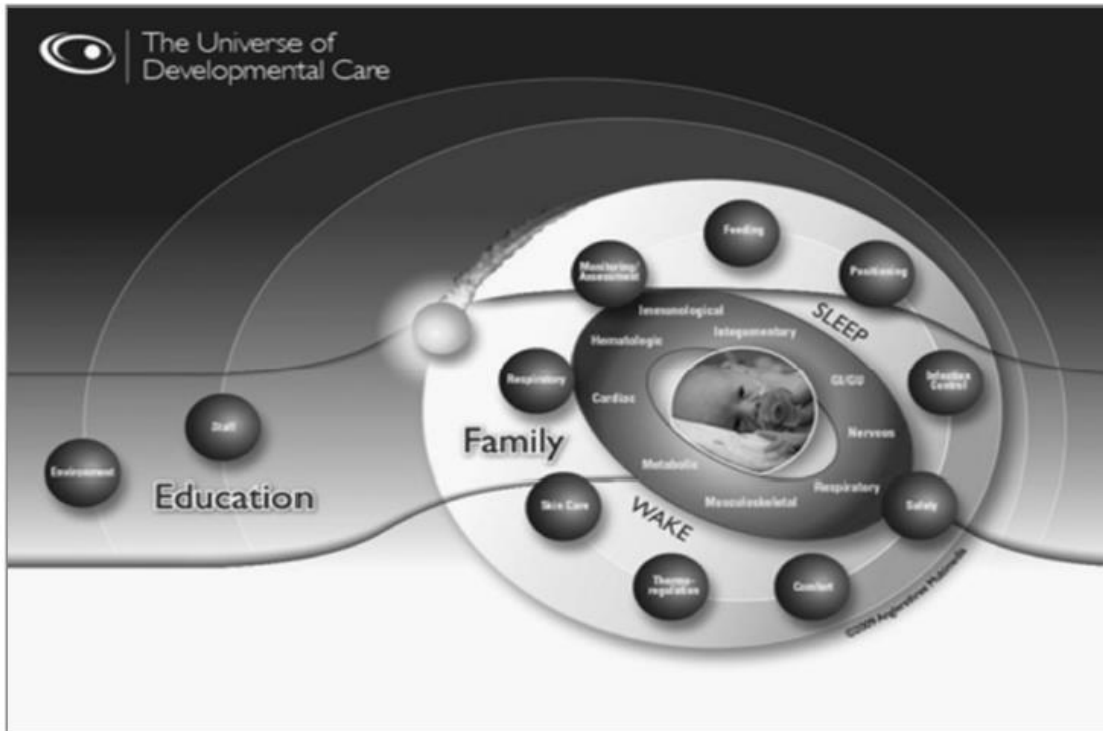 The Universe of
Developmental Care
Feeding
Monitoring/
Assessment
Positioning
SLEEP
Immunological
Integumentary
Hematologic
Respiratory
GI/GU
Infection
Control
Cardiac
Staff
Family
Nervous
Environment
Education
Metabolic
Respiratory
Musculoskeletal
Skin Care
WAKE
Safety
Thermo-
regulation
Comfort